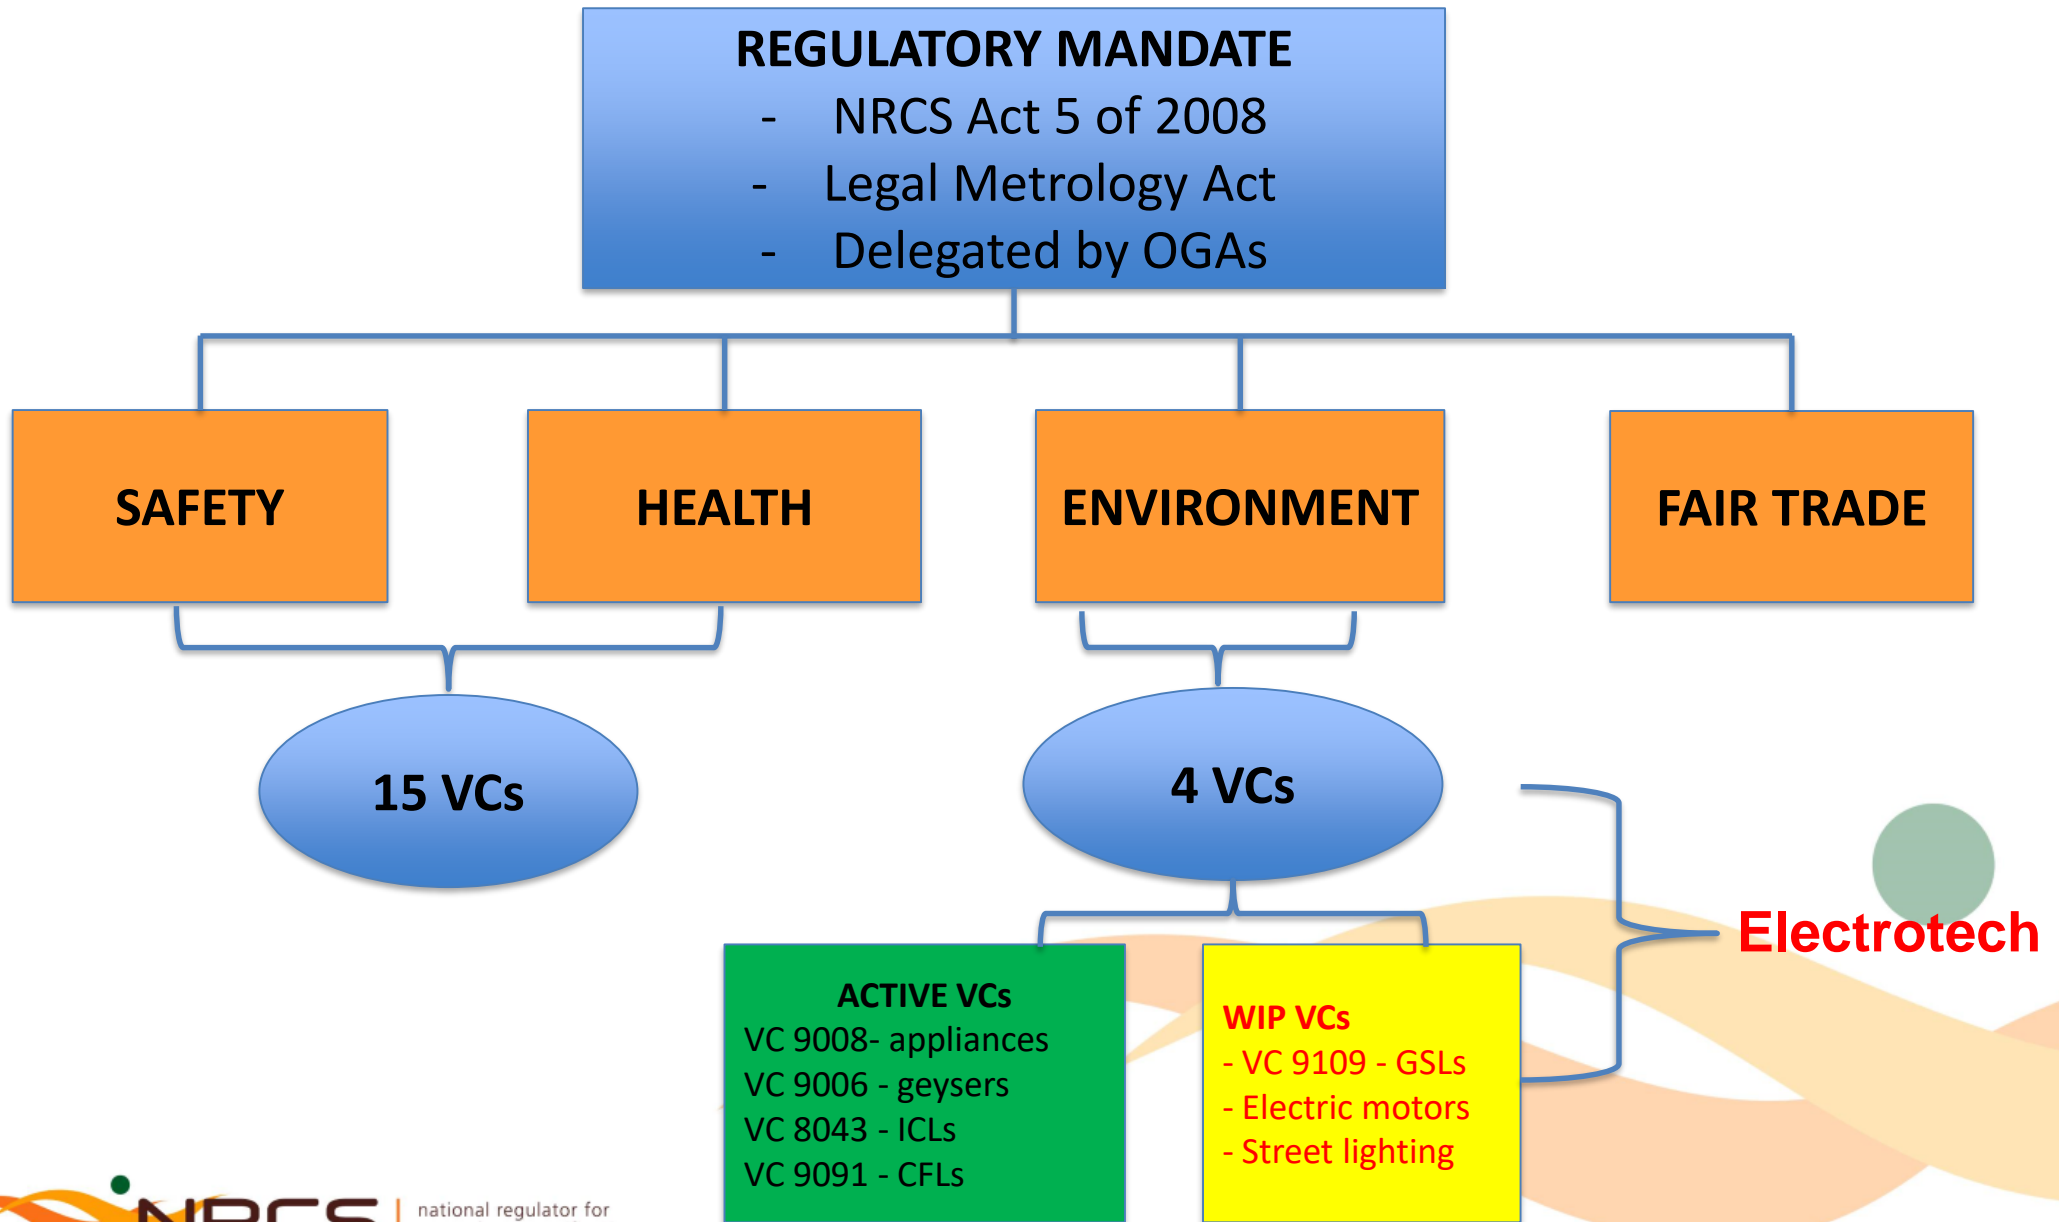 REGULATORY MANDATE
- NRCS Act 5 of 2008
- Legal Metrology Act
- Delegated by OGAs
SAFETY
HEALTH
ENVIRONMENT
FAIR TRADE
15 VCs
4 VCs
Electrotech
ACTIVE VCs
VC 9008- appliances
VC 9006 - geysers
VC 8043 - ICLs
VC 9091 - CFLs
WIP VCs
- VC 9109 - GSLs
- Electric motors
- Street lighting
NRCS
national regulator for